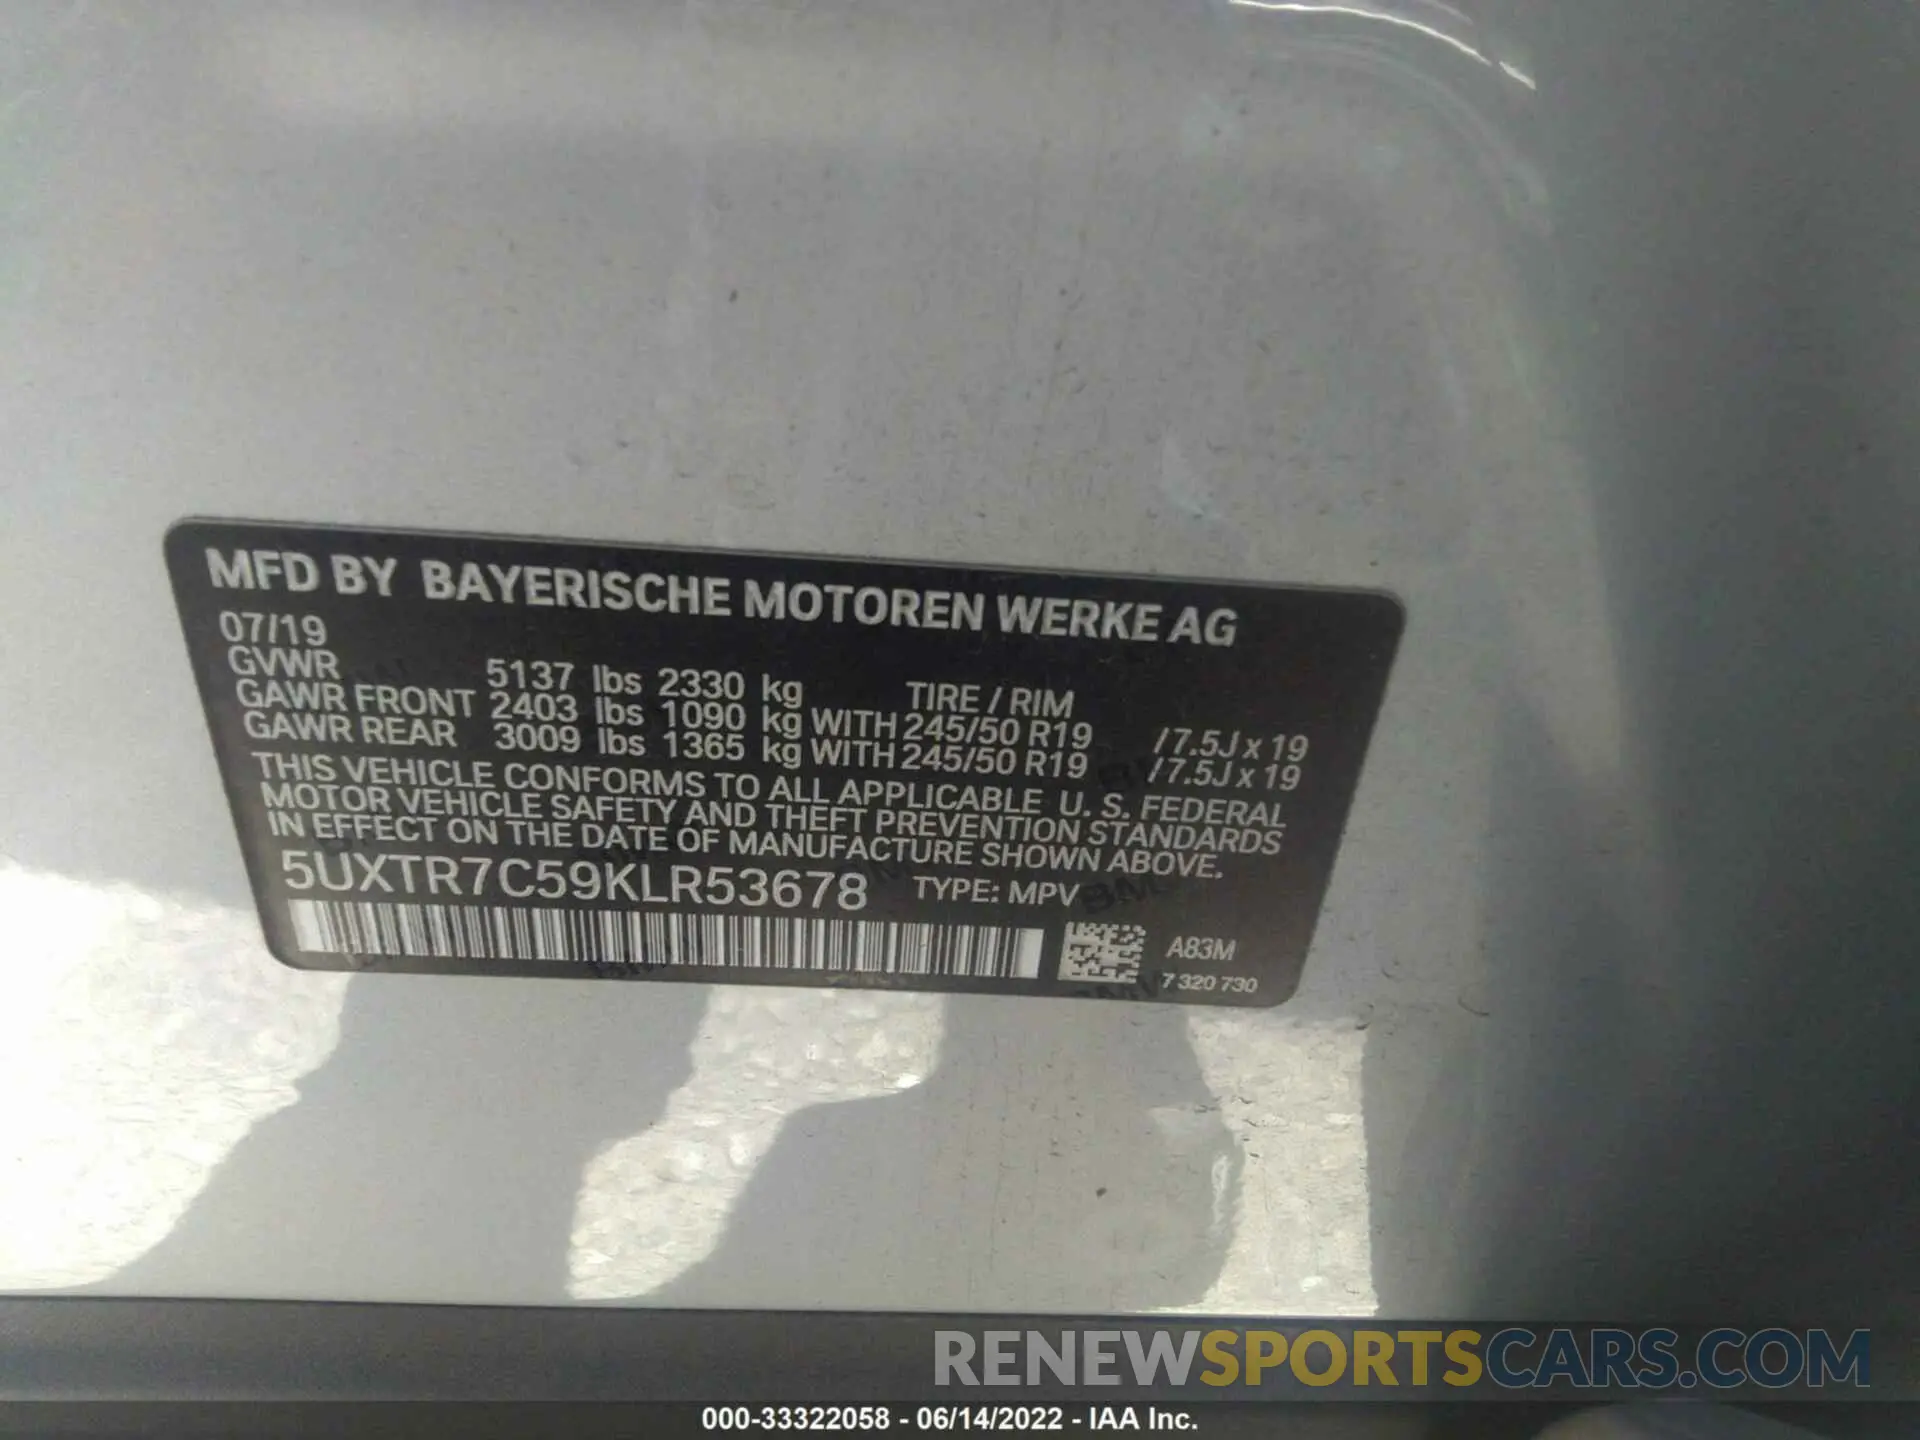 MFD BY BAYERISCHE MOTOREN WERKE AG
07/19
GVWR 5137 lbs 2330 kg TIRE / RIM
GAWR FRONT 2403 lbs 1090 kg WITH 245/50 R19 / 7.5J x 19
GAWR REAR 3009 lbs 1365 kg WITH 245/50 R19 / 7.5J x 19
THIS VEHICLE CONFORMS TO ALL APPLICABLE U. S. FEDERAL
MOTOR VEHICLE SAFETY AND THEFT PREVENTION STANDARDS
IN EFFECT ON THE DATE OF MANUFACTURE SHOWN ABOVE.
5UXTR7C59KLR53678 TYPE: MPV
A83M
7 320 730
RENEWSPORTSCARS.COM
000-33322058 - 06/14/2022 - IAA Inc.